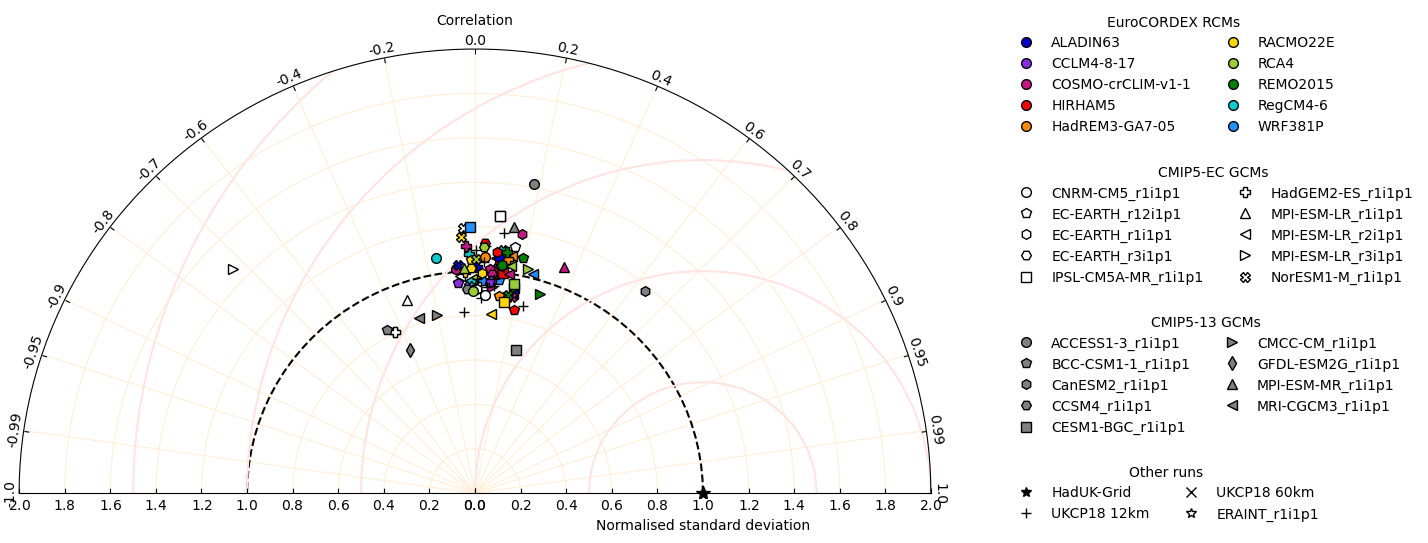 Correlation
0.0
-0.2
0.2
-0.4
0.4
-0.6
0.6
-0.7
0.7
-0.8
0.8
-0.9
0.9
-0.95
0.95
-0.99
0.99
-1.0
1.0
2.0 1.8 1.6 1.4 1.2 1.0 0.8 0.6 0.4 0.2 0.0 0.0 0.2 0.4 0.6 0.8 1.0 1.2 1.4 1.6 1.8 2.0
Normalised standard deviation
EuroCORDEX RCMs
ALADIN63 RACMO22E
CCLM4-8-17 RCA4
COSMO-crCLIM-v1-1 REMO2015
HIRHAM5 RegCM4-6
HadREM3-GA7-05 WRF381P
CMIP5-EC GCMs
CNRM-CM5_r1i1p1 HadGEM2-ES_r1i1p1
EC-EARTH_r12i1p1 MPI-ESM-LR_r1i1p1
EC-EARTH_r1i1p1 MPI-ESM-LR_r2i1p1
EC-EARTH_r3i1p1 MPI-ESM-LR_r3i1p1
IPSL-CM5A-MR_r1i1p1 NorESM1-M_r1i1p1
CMIP5-13 GCMs
ACCESS1-3_r1i1p1 CMCC-CM_r1i1p1
BCC-CSM1-1_r1i1p1 GFDL-ESM2G_r1i1p1
CanESM2_r1i1p1 MPI-ESM-MR_r1i1p1
CCSM4_r1i1p1 MRI-CGCM3_r1i1p1
CESM1-BGC_r1i1p1
Other runs
HadUK-Grid UKCP18 60km
UKCP18 12km ERAINT_r1i1p1